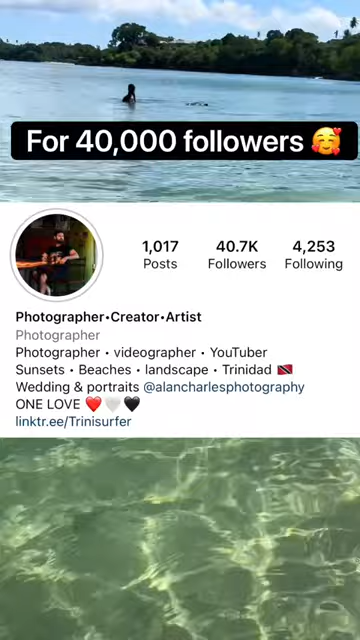 For 40,000 followers 🥰
1,017 40.7K 4,253
Posts Followers Following
Photographer•Creator•Artist
Photographer
Photographer • videographer • YouTuber
Sunsets • Beaches • landscape • Trinidad 🇹🇹
Wedding & portraits @alancharlesphotography
ONE LOVE ❤️🤍🖤
linktr.ee/Trinisurfer